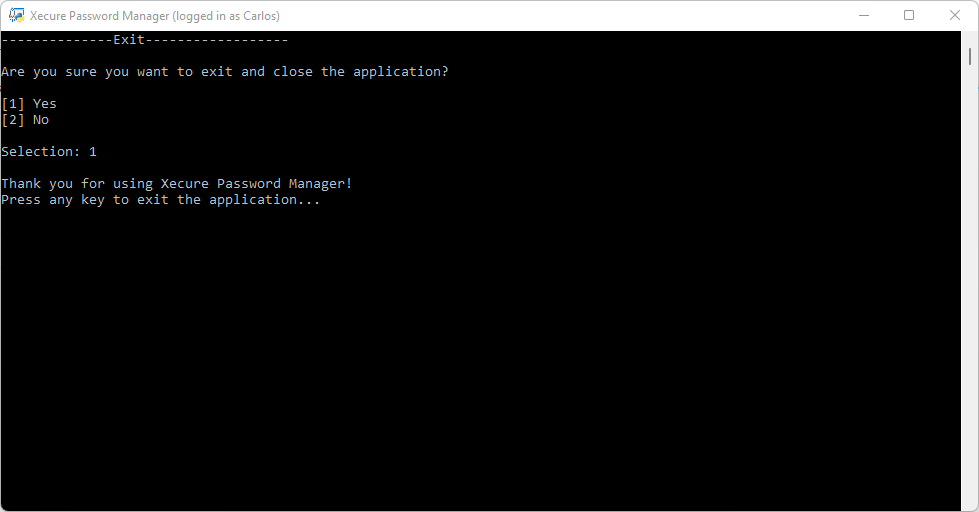 Xecure Password Manager (logged in as Carlos)
--------------Exit------------------
Are you sure you want to exit and close the application?
[1] Yes
[2] No
Selection: 1
Thank you for using Xecure Password Manager!
Press any key to exit the application...